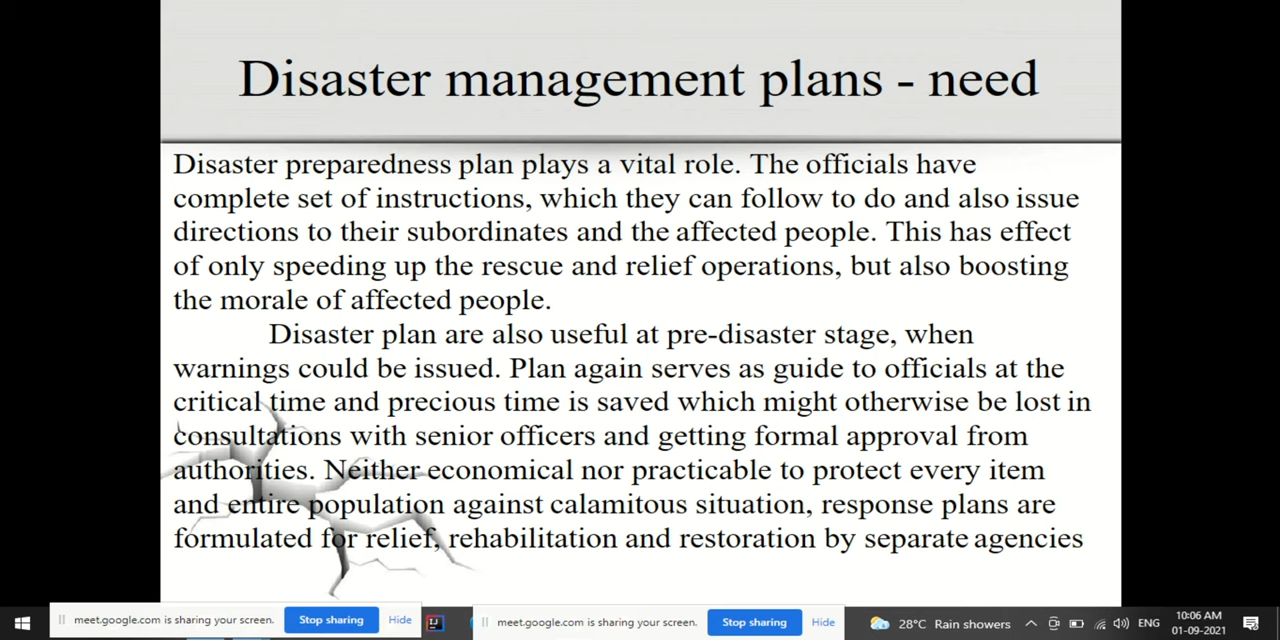 Disaster management plans - need
Disaster preparedness plan plays a vital role. The officials have
complete set of instructions, which they can follow to do and also issue
directions to their subordinates and the affected people. This has effect
of only speeding up the rescue and relief operations, but also boosting
the morale of affected people.
Disaster plan are also useful at pre-disaster stage, when
warnings could be issued. Plan again serves as guide to officials at the
critical time and precious time is saved which might otherwise be lost in
consultations with senior officers and getting formal approval from
authorities. Neither economical nor practicable to protect every item
and entire population against calamitous situation, response plans are
formulated for relief, rehabilitation and restoration by separate agencies
meet.google.com is sharing your screen. Stop sharing Hide
meet.google.com is sharing your screen. Stop sharing Hide
28°C Rain showers
ENG
10:06 AM
01-09-2021